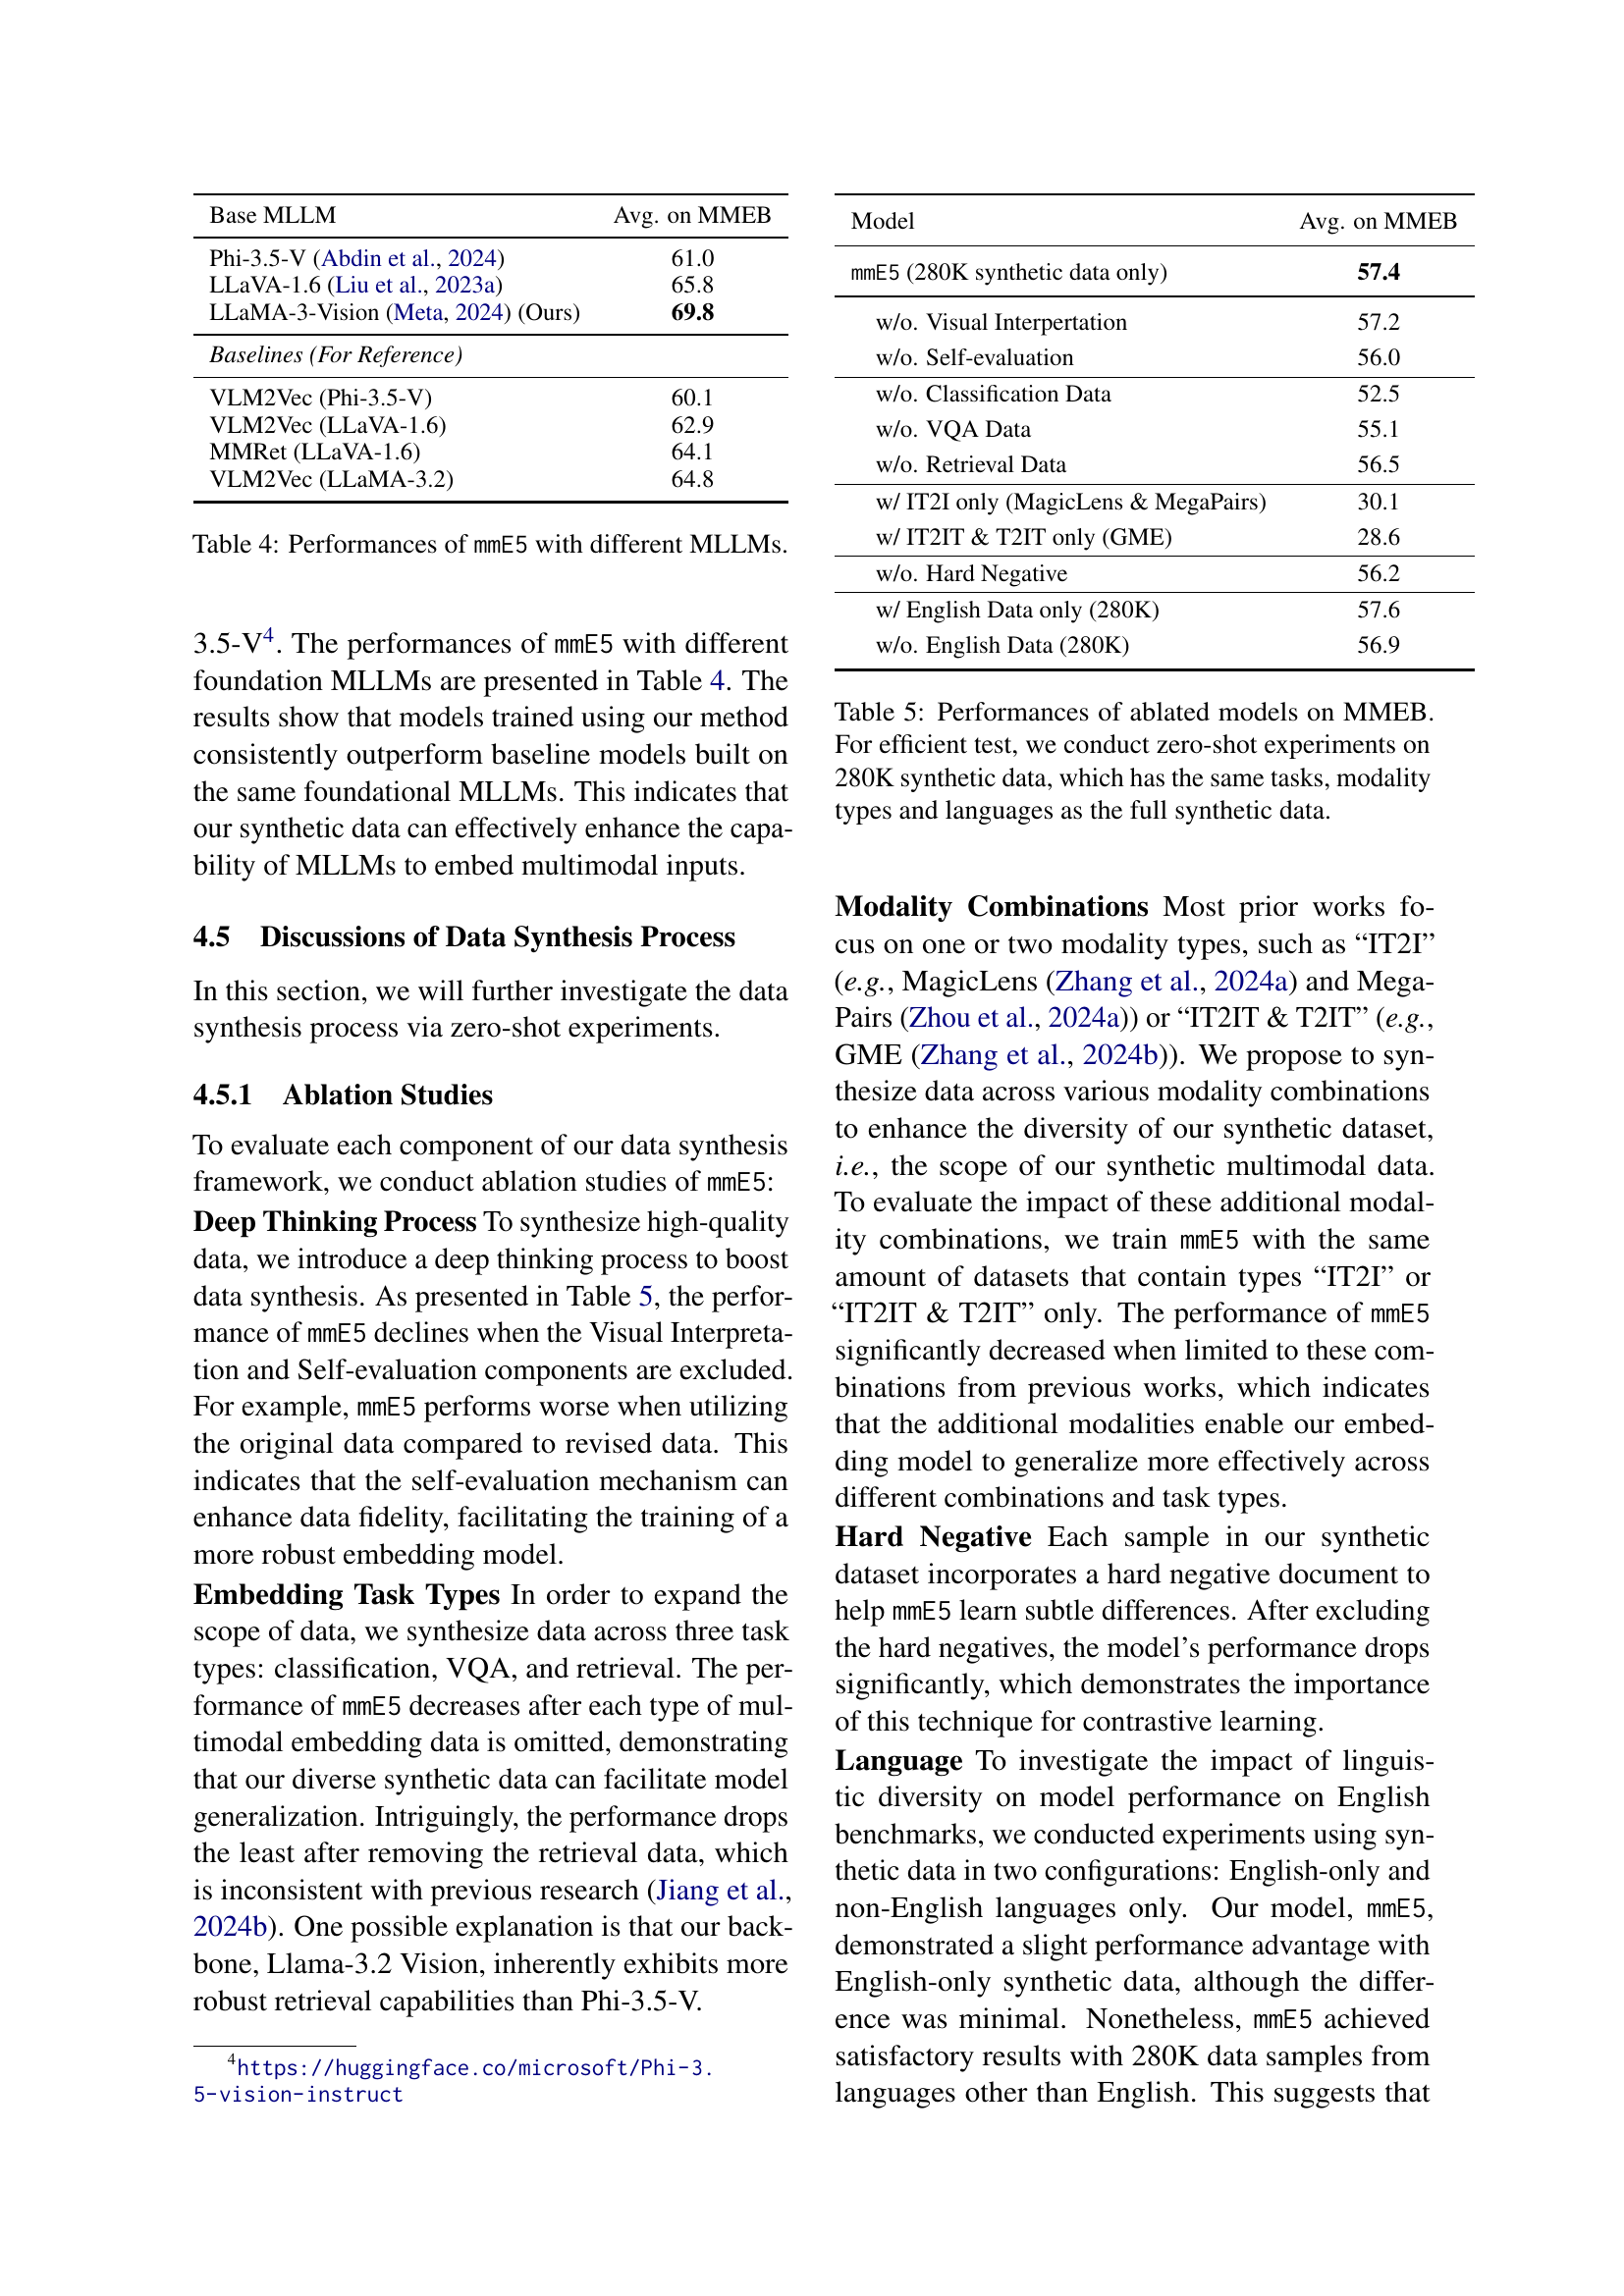 Base MLLM Avg. on MMEB
Phi-3.5-V (Abdin et al., 2024) 61.0
LLaVA-1.6 (Liu et al., 2023a) 65.8
LLaMA-3-Vision (Meta, 2024) (Ours) 69.8
Baselines (For Reference)
VLM2Vec (Phi-3.5-V) 60.1
VLM2Vec (LLaVA-1.6) 62.9
MMRet (LLaVA-1.6) 64.1
VLM2Vec (LLaMA-3.2) 64.8
Table 4: Performances of mmE5 with different MLLMs.
3.5-V4. The performances of mmE5 with different
foundation MLLMs are presented in Table 4. The
results show that models trained using our method
consistently outperform baseline models built on
the same foundational MLLMs. This indicates that
our synthetic data can effectively enhance the capa-
bility of MLLMs to embed multimodal inputs.
4.5 Discussions of Data Synthesis Process
In this section, we will further investigate the data
synthesis process via zero-shot experiments.
4.5.1 Ablation Studies
To evaluate each component of our data synthesis
framework, we conduct ablation studies of mmE5:
Deep Thinking Process To synthesize high-quality
data, we introduce a deep thinking process to boost
data synthesis. As presented in Table 5, the perfor-
mance of mmE5 declines when the Visual Interpreta-
tion and Self-evaluation components are excluded.
For example, mmE5 performs worse when utilizing
the original data compared to revised data. This
indicates that the self-evaluation mechanism can
enhance data fidelity, facilitating the training of a
more robust embedding model.
Embedding Task Types In order to expand the
scope of data, we synthesize data across three task
types: classification, VQA, and retrieval. The per-
formance of mmE5 decreases after each type of mul-
timodal embedding data is omitted, demonstrating
that our diverse synthetic data can facilitate model
generalization. Intriguingly, the performance drops
the least after removing the retrieval data, which
is inconsistent with previous research (Jiang et al.,
2024b). One possible explanation is that our back-
bone, Llama-3.2 Vision, inherently exhibits more
robust retrieval capabilities than Phi-3.5-V.
4https://huggingface.co/microsoft/Phi-3.
5-vision-instruct
Model Avg. on MMEB
mmE5 (280K synthetic data only) 57.4
w/o. Visual Interpertation 57.2
w/o. Self-evaluation 56.0
w/o. Classification Data 52.5
w/o. VQA Data 55.1
w/o. Retrieval Data 56.5
w/ IT2I only (MagicLens & MegaPairs) 30.1
w/ IT2IT & T2IT only (GME) 28.6
w/o. Hard Negative 56.2
w/ English Data only (280K) 57.6
w/o. English Data (280K) 56.9
Table 5: Performances of ablated models on MMEB.
For efficient test, we conduct zero-shot experiments on
280K synthetic data, which has the same tasks, modality
types and languages as the full synthetic data.
Modality Combinations Most prior works fo-
cus on one or two modality types, such as “IT2I”
(e.g., MagicLens (Zhang et al., 2024a) and Mega-
Pairs (Zhou et al., 2024a)) or “IT2IT & T2IT” (e.g.,
GME (Zhang et al., 2024b)). We propose to syn-
thesize data across various modality combinations
to enhance the diversity of our synthetic dataset,
i.e., the scope of our synthetic multimodal data.
To evaluate the impact of these additional modal-
ity combinations, we train mmE5 with the same
amount of datasets that contain types “IT2I” or
“IT2IT & T2IT” only. The performance of mmE5
significantly decreased when limited to these com-
binations from previous works, which indicates
that the additional modalities enable our embed-
ding model to generalize more effectively across
different combinations and task types.
Hard Negative Each sample in our synthetic
dataset incorporates a hard negative document to
help mmE5 learn subtle differences. After excluding
the hard negatives, the model’s performance drops
significantly, which demonstrates the importance
of this technique for contrastive learning.
Language To investigate the impact of linguis-
tic diversity on model performance on English
benchmarks, we conducted experiments using syn-
thetic data in two configurations: English-only and
non-English languages only. Our model, mmE5,
demonstrated a slight performance advantage with
English-only synthetic data, although the differ-
ence was minimal. Nonetheless, mmE5 achieved
satisfactory results with 280K data samples from
languages other than English. This suggests that